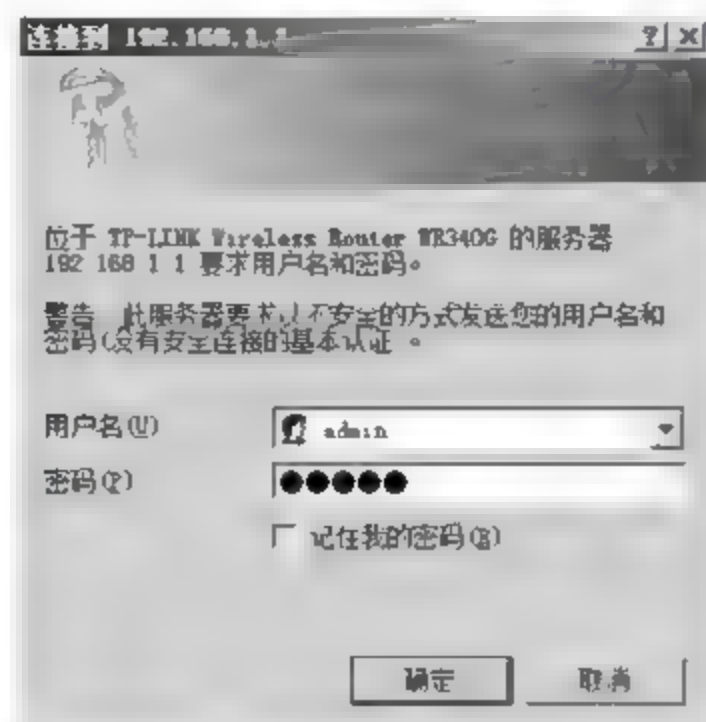 连接到 192.168.1.1
位于 TP-LINK Wireless Router WR340G 的服务器
192 168 1 1 要求用户名和密码。
警告 此服务器要求以不安全的方式发送您的用户名和
密码(没有安全连接的基本认证 。
用户名(U)
admin
密码(P)
记住我的密码(R)
确定
取消